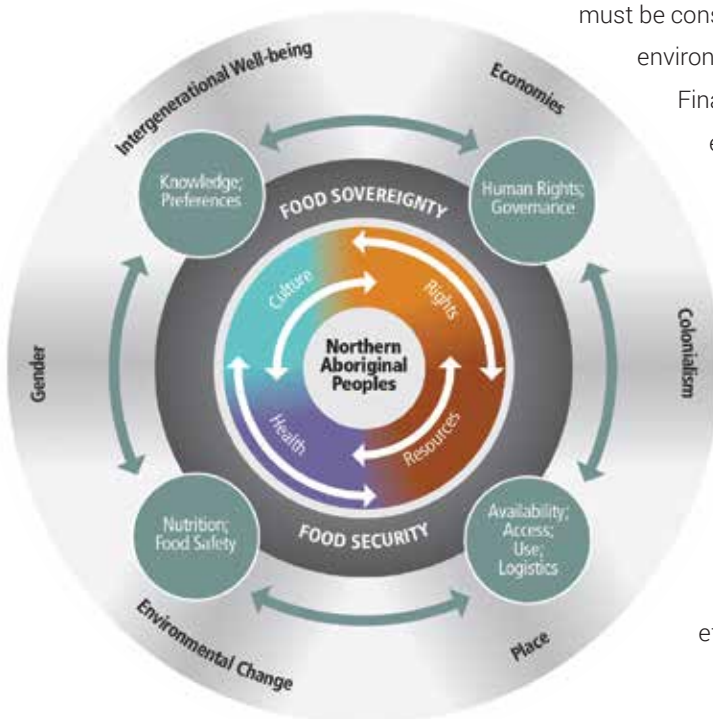 must be cons
environ
Fina
e
Intergenerational Well-being
Economies
Knowledge;
Preferences
FOOD SOVEREIGNTY
Human Rights;
Governance
Culture
Rights
Gender
Northern
Aboriginal
Peoples
Colonialism
Health
Resources
Nutrition;
Food Safety
FOOD SECURITY
Availability;
Access;
Use;
Logistics
Environmental Change
Place
et